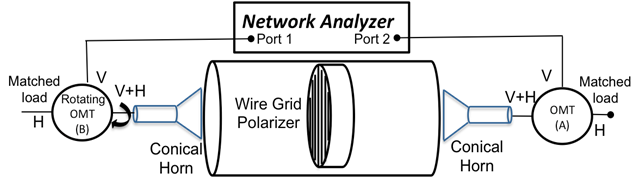 Network Analyzer
Port 1 Port 2
Matched
load
H
V
V+H
Rotating
OMT
(B)
Conical
Horn
Wire Grid
Polarizer
Conical
Horn
V+H
V
OMT
(A)
Matched
load
H